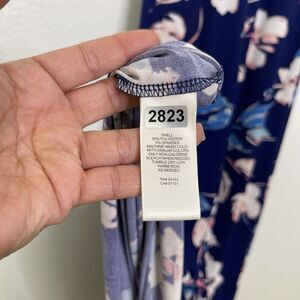 2823
SHELL
95% POLYESTER
5% SPANDEX
MACHINE WASH COLD
WITH SIMILAR COLORS
ONLY NON-CHLORINE
BLEACH WHEN NEEDED
TUMBLE DRY LOW
WARM IRON
AS NEEDED